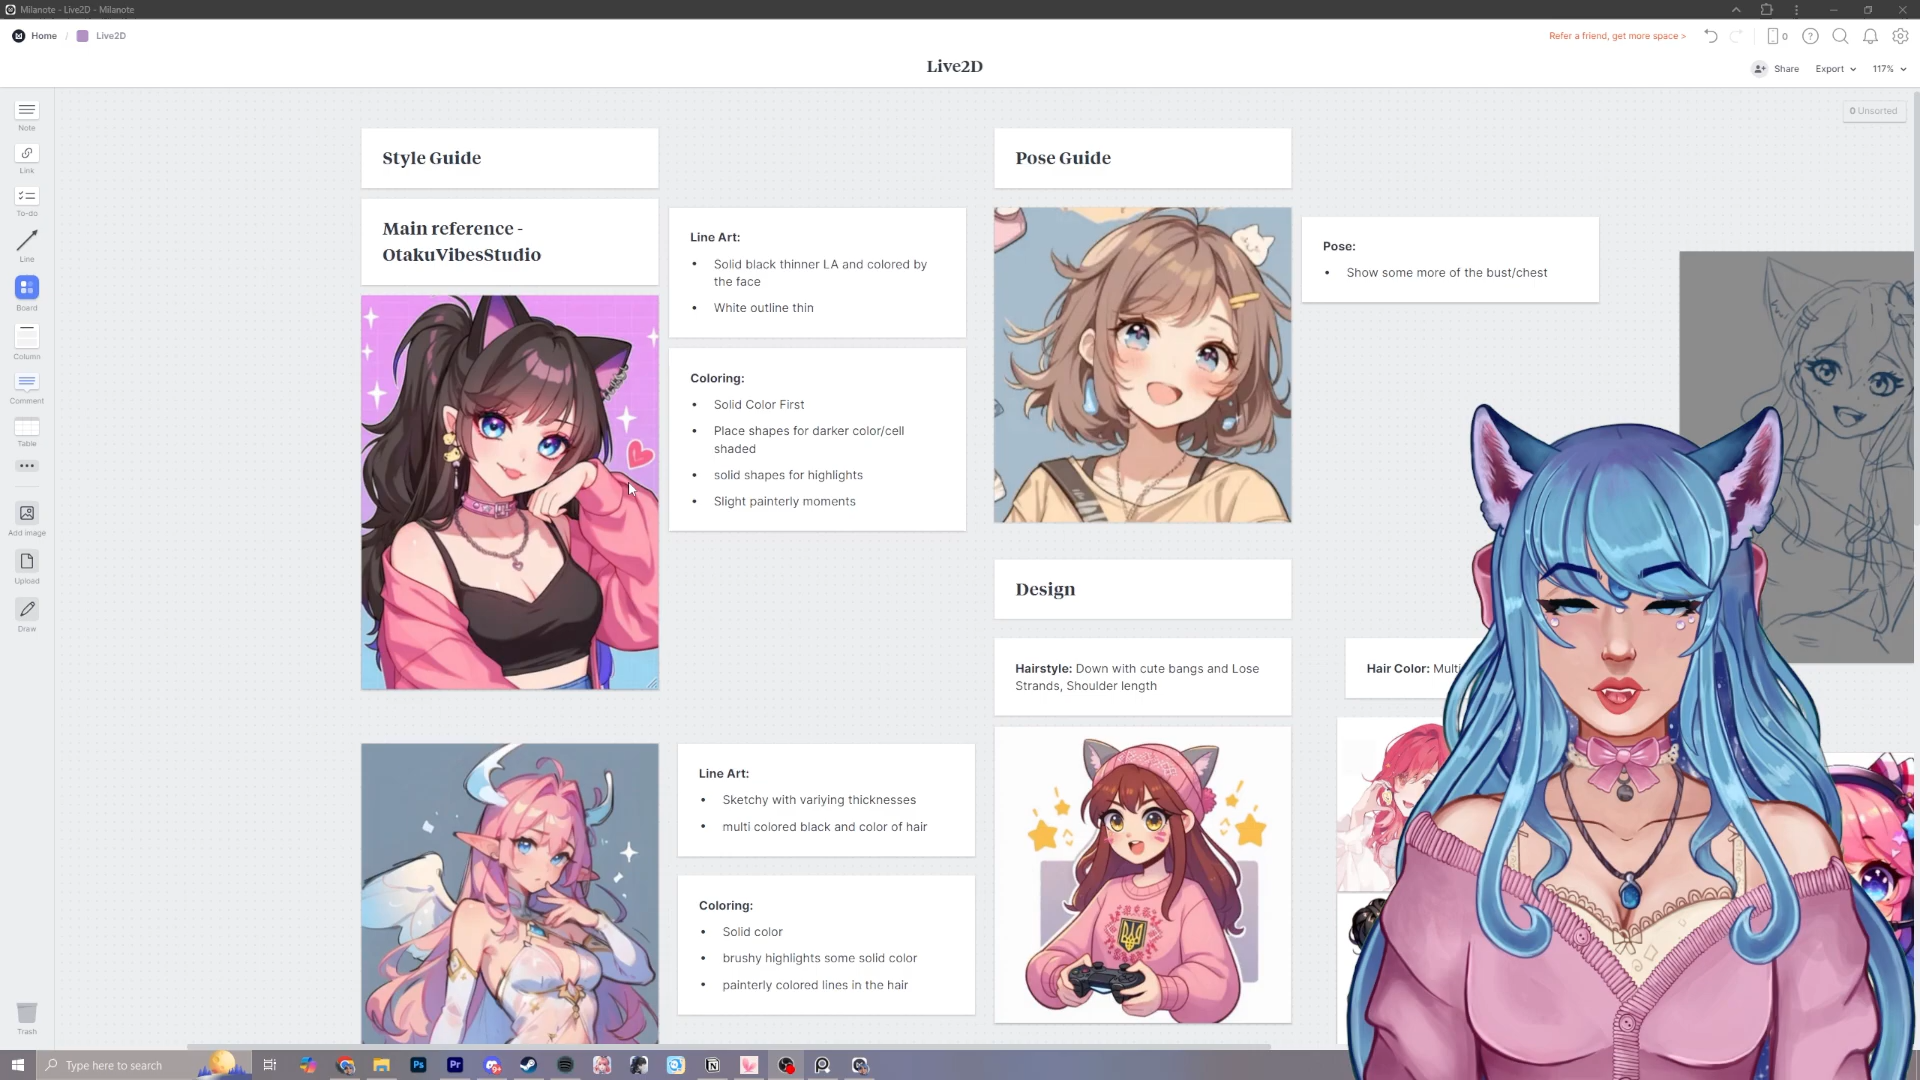 Milanote - Live2D - Milanote
Home / Live2D
Refer a friend, get more space >
0
Live2D
Share
Export
117%
0 Unsorted
Note
Link
To-do
Line
Board
Column
Comment
Table
Add image
Upload
Draw
Trash
Style Guide
Main reference -
OtakuVibesStudio
Line Art:
• Solid black thinner LA and colored by
the face
• White outline thin
Coloring:
• Solid Color First
• Place shapes for darker color/cell
shaded
• solid shapes for highlights
• Slight painterly moments
Line Art:
• Sketchy with variying thicknesses
• multi colored black and color of hair
Coloring:
• Solid color
• brushy highlights some solid color
• painterly colored lines in the hair
Pose Guide
Pose:
• Show some more of the bust/chest
Design
Hairstyle: Down with cute bangs and Lose
Strands, Shoulder length
Hair Color: Multi
Type here to search
Ps
Pr